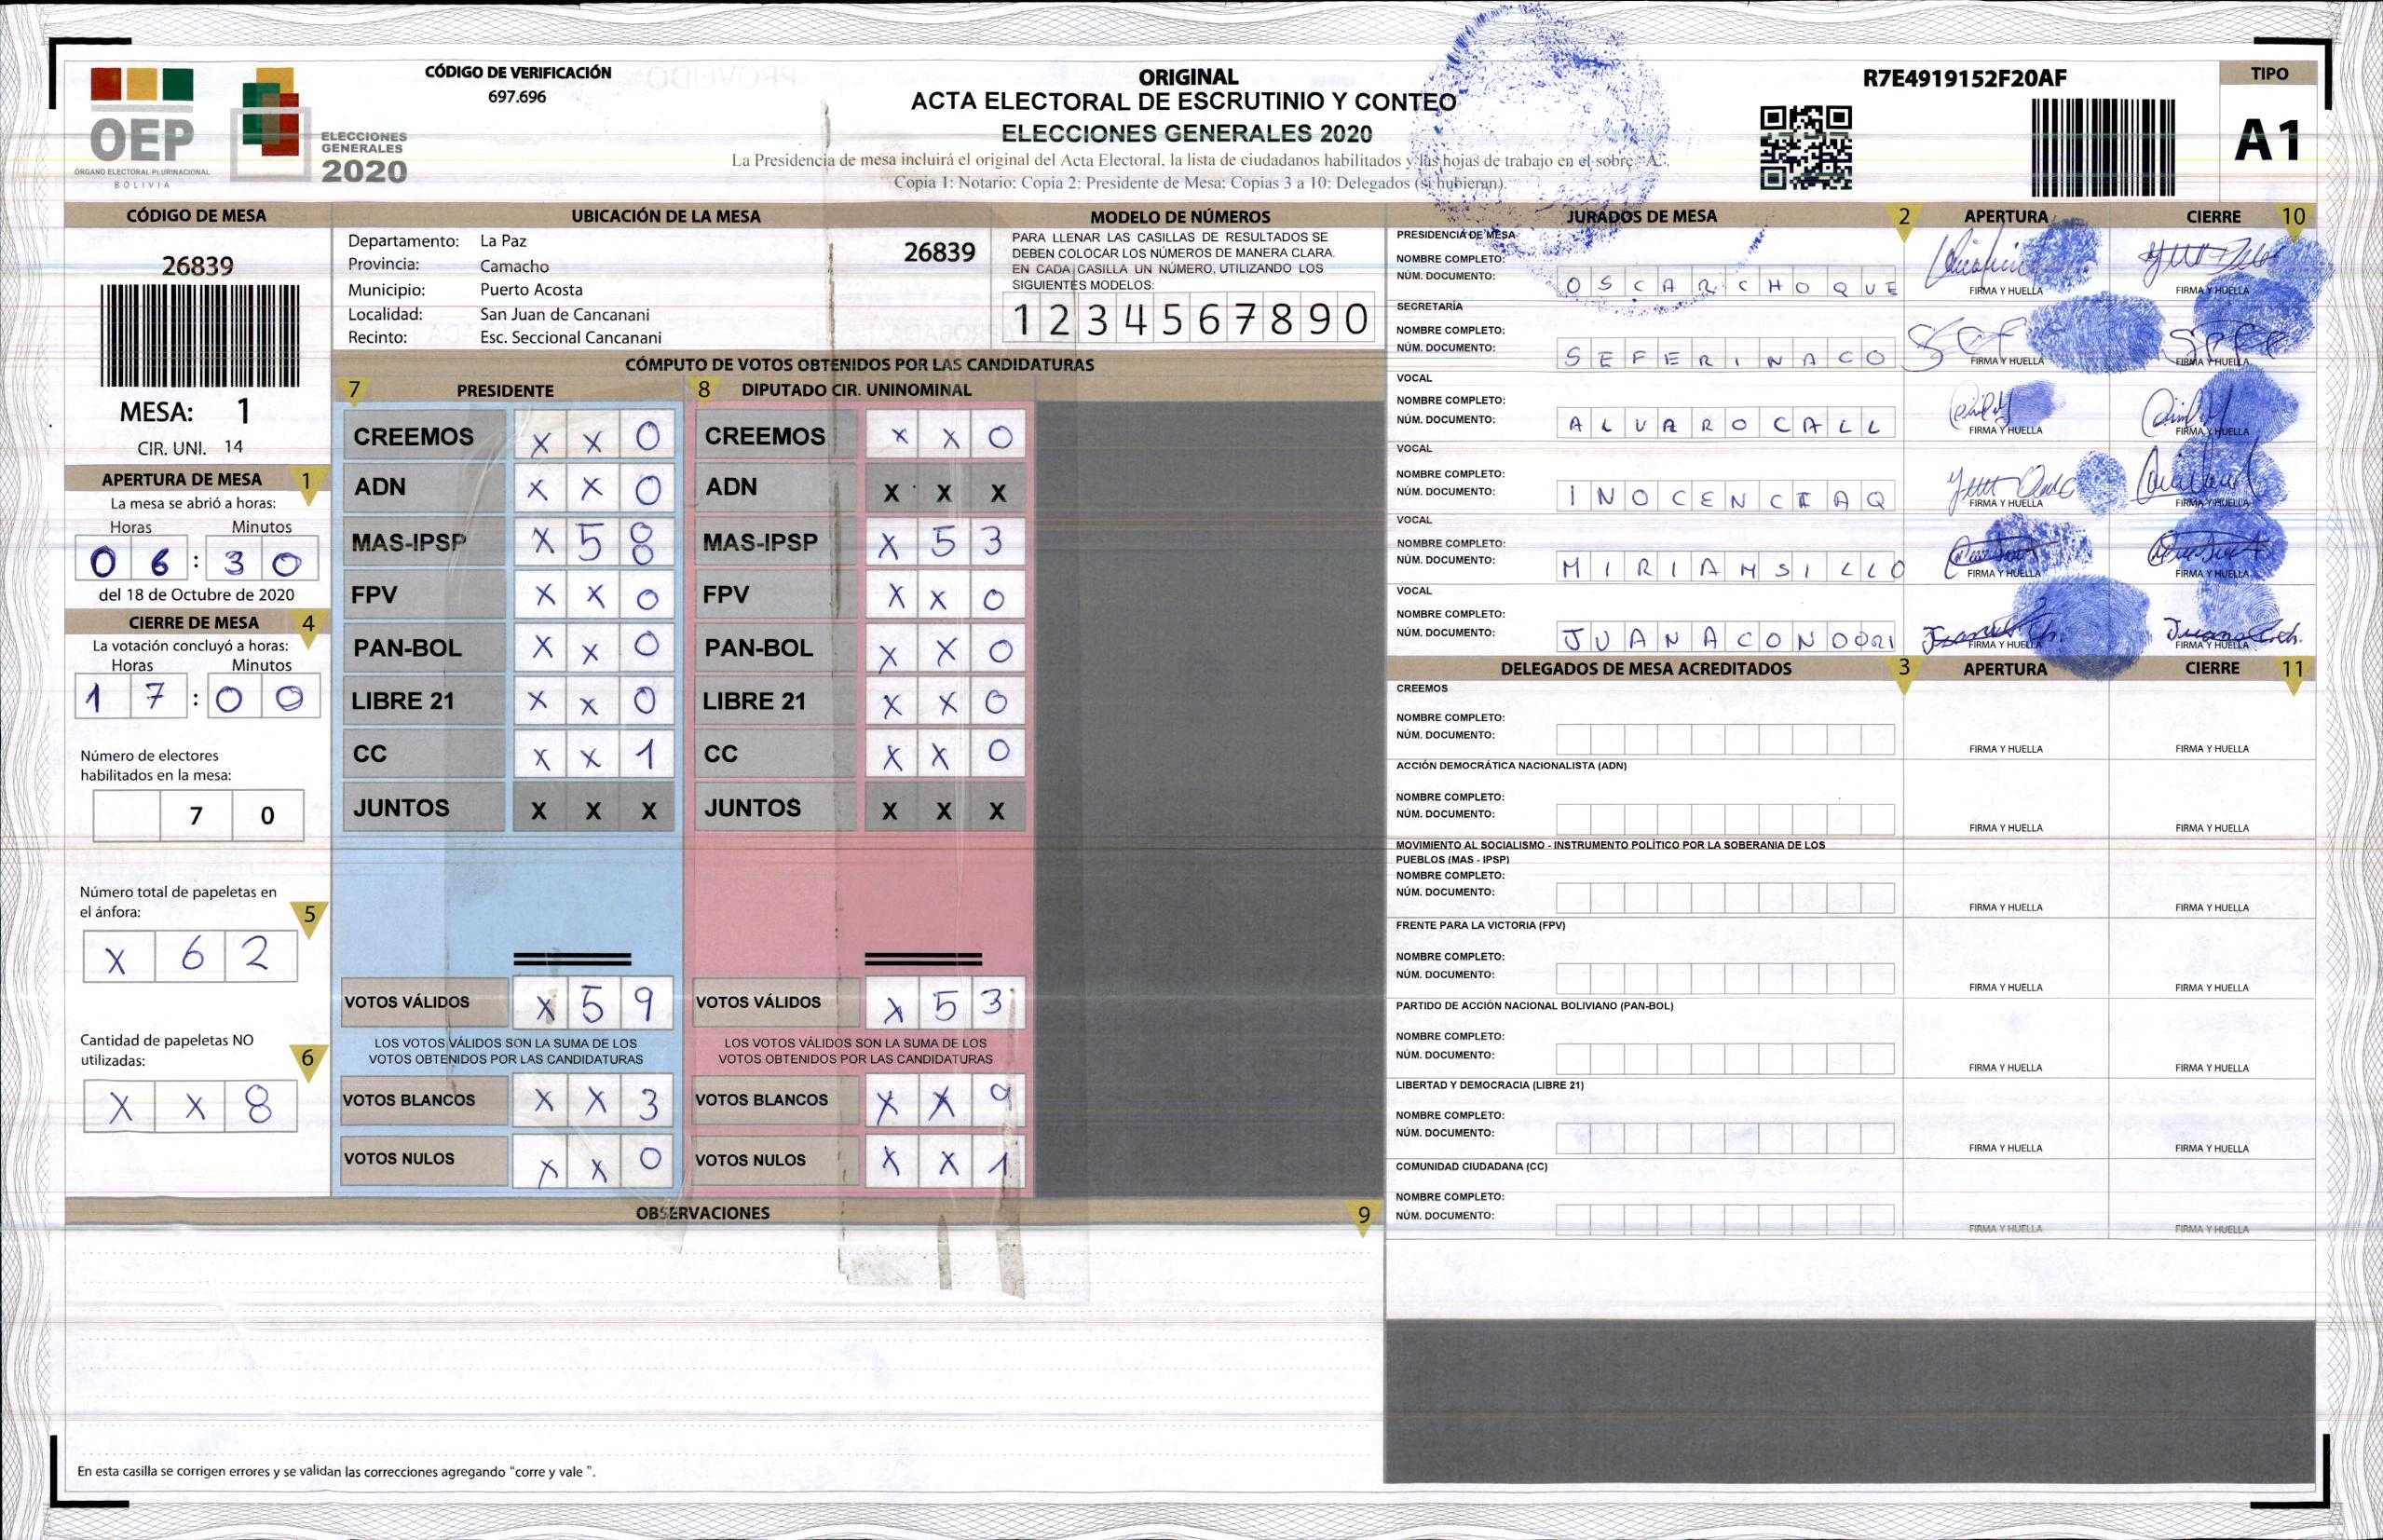 CÓDIGO DE VERIFICACIÓN
697.696
OEP
ÓRGANO ELECTORAL PLURINACIONAL
BOLIVIA
ELECCIONES
GENERALES
2020
ORIGINAL
ACTA ELECTORAL DE ESCRUTINIO Y CONTEO
ELECCIONES GENERALES 2020
La Presidencia de mesa incluirá el original del Acta Electoral, la lista de ciudadanos habilitados y las hojas de trabajo en el sobre "A".
Copia 1: Notario; Copia 2: Presidente de Mesa; Copias 3 a 10: Delegados (si hubieran).
R7E4919152F20AF
TIPO
A1
CÓDIGO DE MESA
26839
MESA: 1
CIR. UNI. 14
APERTURA DE MESA 1
La mesa se abrió a horas:
Horas Minutos
06:30
del 18 de Octubre de 2020
CIERRE DE MESA 4
La votación concluyó a horas:
Horas Minutos
17:00
Número de electores
habilitados en la mesa:
7 0
Número total de papeletas en
el ánfora:
5
X 6 2
Cantidad de papeletas NO
utilizadas:
6
X X 8
UBICACIÓN DE LA MESA
Departamento: La Paz
Provincia: Camacho
Municipio: Puerto Acosta
Localidad: San Juan de Cancanani
Recinto: Esc. Seccional Cancanani
26839
MODELO DE NÚMEROS
PARA LLENAR LAS CASILLAS DE RESULTADOS SE
DEBEN COLOCAR LOS NÚMEROS DE MANERA CLARA.
EN CADA CASILLA UN NÚMERO, UTILIZANDO LOS
SIGUIENTES MODELOS:
1 2 3 4 5 6 7 8 9 0
CÓMPUTO DE VOTOS OBTENIDOS POR LAS CANDIDATURAS
7 PRESIDENTE
CREEMOS X X 0
ADN X X 0
MAS-IPSP X 5 8
FPV X X 0
PAN-BOL X X 0
LIBRE 21 X X 0
CC X X 1
JUNTOS X X X
VOTOS VÁLIDOS X 5 9
LOS VOTOS VÁLIDOS SON LA SUMA DE LOS
VOTOS OBTENIDOS POR LAS CANDIDATURAS
VOTOS BLANCOS X X 3
VOTOS NULOS X X 0
8 DIPUTADO CIR. UNINOMINAL
CREEMOS X X 0
ADN X X X
MAS-IPSP X 5 3
FPV X X 0
PAN-BOL X X 0
LIBRE 21 X X 0
CC X X 0
JUNTOS X X X
VOTOS VÁLIDOS X 5 3
LOS VOTOS VÁLIDOS SON LA SUMA DE LOS
VOTOS OBTENIDOS POR LAS CANDIDATURAS
VOTOS BLANCOS X X 9
VOTOS NULOS X X 1
OBSERVACIONES 9
En esta casilla se corrigen errores y se validan las correcciones agregando "corre y vale ".
JURADOS DE MESA 2 APERTURA CIERRE 10
PRESIDENCIA DE MESA
NOMBRE COMPLETO:
NÚM. DOCUMENTO: OSCARCHOQUE
FIRMA Y HUELLA FIRMA Y HUELLA
SECRETARÍA
NOMBRE COMPLETO:
NÚM. DOCUMENTO: SEFERINACO
FIRMA Y HUELLA FIRMA Y HUELLA
VOCAL
NOMBRE COMPLETO:
NÚM. DOCUMENTO: ALVAROCALL
FIRMA Y HUELLA FIRMA Y HUELLA
VOCAL
NOMBRE COMPLETO:
NÚM. DOCUMENTO: INOCENCIAQ
FIRMA Y HUELLA FIRMA Y HUELLA
VOCAL
NOMBRE COMPLETO:
NÚM. DOCUMENTO: MIRIAMSILLO
FIRMA Y HUELLA FIRMA Y HUELLA
VOCAL
NOMBRE COMPLETO:
NÚM. DOCUMENTO: JUANACONDORI
FIRMA Y HUELLA FIRMA Y HUELLA
DELEGADOS DE MESA ACREDITADOS 3 APERTURA CIERRE 11
CREEMOS
NOMBRE COMPLETO:
NÚM. DOCUMENTO:
FIRMA Y HUELLA FIRMA Y HUELLA
ACCIÓN DEMOCRÁTICA NACIONALISTA (ADN)
NOMBRE COMPLETO:
NÚM. DOCUMENTO:
FIRMA Y HUELLA FIRMA Y HUELLA
MOVIMIENTO AL SOCIALISMO - INSTRUMENTO POLÍTICO POR LA SOBERANIA DE LOS
PUEBLOS (MAS - IPSP)
NOMBRE COMPLETO:
NÚM. DOCUMENTO:
FIRMA Y HUELLA FIRMA Y HUELLA
FRENTE PARA LA VICTORIA (FPV)
NOMBRE COMPLETO:
NÚM. DOCUMENTO:
FIRMA Y HUELLA FIRMA Y HUELLA
PARTIDO DE ACCIÓN NACIONAL BOLIVIANO (PAN-BOL)
NOMBRE COMPLETO:
NÚM. DOCUMENTO:
FIRMA Y HUELLA FIRMA Y HUELLA
LIBERTAD Y DEMOCRACIA (LIBRE 21)
NOMBRE COMPLETO:
NÚM. DOCUMENTO:
FIRMA Y HUELLA FIRMA Y HUELLA
COMUNIDAD CIUDADANA (CC)
NOMBRE COMPLETO:
NÚM. DOCUMENTO:
FIRMA Y HUELLA FIRMA Y HUELLA